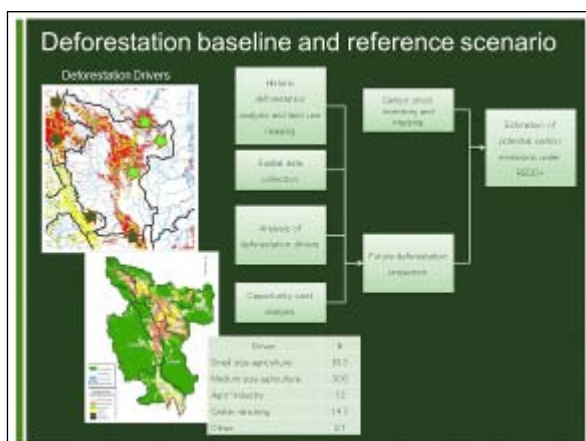 Deforestation baseline and reference scenario
Deforestation Drivers
Historic
deforestation
analysis and land use
mapping
Spatial data
collection
Analysis of
deforestation drivers
Opportunity cost
analysis
Carbon stock
inventory and
mapping
Future deforestation
projection
Estimation of
potential carbon
emissions under
REDD+
Driver %
Small size agriculture
Medium size agriculture
Agro industry
Cattle ranching
Other